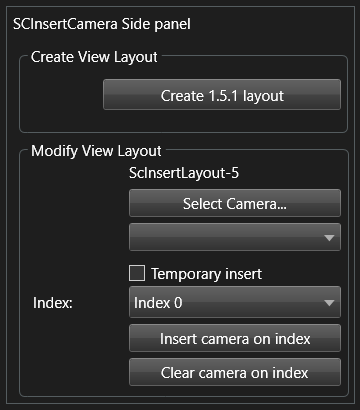 SCInsertCamera Side panel
Create View Layout
Create 1.5.1 layout
Modify View Layout
ScInsertLayout-5
Select Camera...
Temporary insert
Index: Index 0
Insert camera on index
Clear camera on index